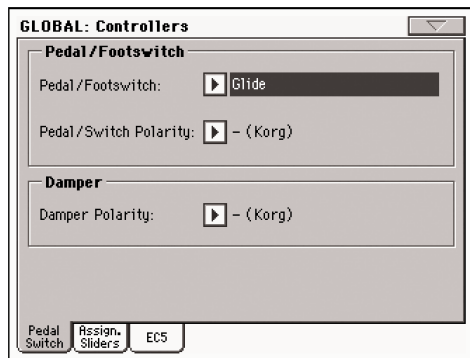 GLOBAL: Controllers
Pedal/Footswitch
Pedal/Footswitch: Glide
Pedal/Switch Polarity: - (Korg)
Damper
Damper Polarity: - (Korg)
Pedal Switch
Assign. Sliders
EC5